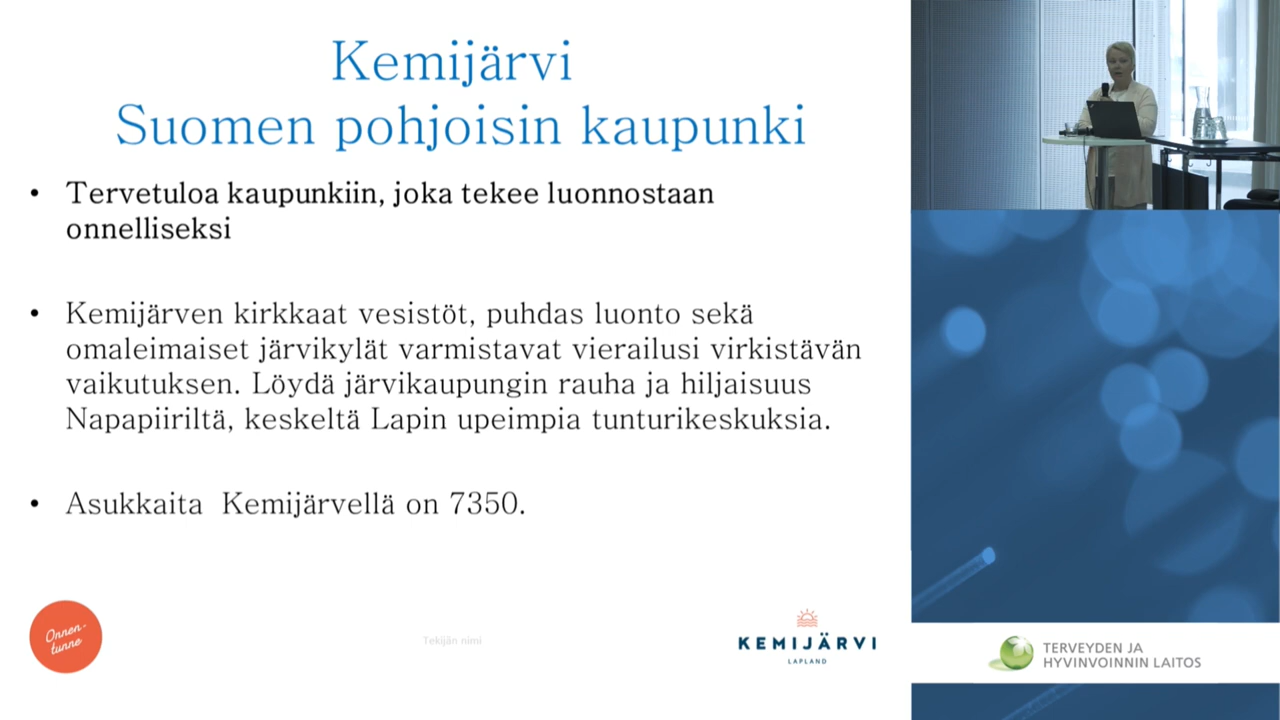 Kemijärvi
Suomen pohjoisin kaupunki
• Tervetuloa kaupunkiin, joka tekee luonnostaan
onnelliseksi
• Kemijärven kirkkaat vesistöt, puhdas luonto sekä
omaleimaiset järvikylät varmistavat vierailusi virkistävän
vaikutuksen. Löydä järvikaupungin rauha ja hiljaisuus
Napapiiriltä, keskeltä Lapin upeimpia tunturikeskuksia.
• Asukkaita Kemijärvellä on 7350.
Onnen-
tunne
Tekijän nimi
KEMIJÄRVI
LAPLAND
TERVEYDEN JA
HYVINVOINNIN LAITOS